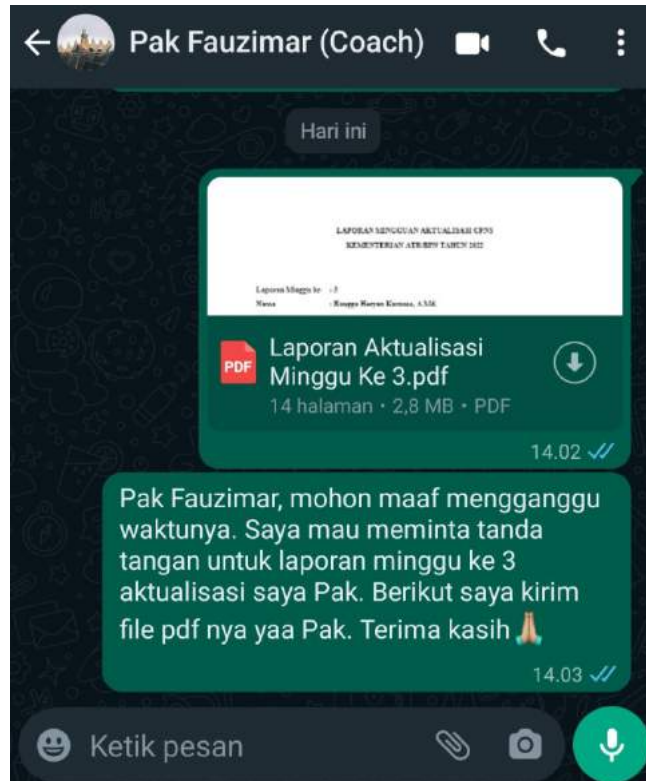 Pak Fauzimar (Coach)
Hari ini
LAPORAN MINGGUAN AKTUALISASI CPNS
KEMENTERIAN ATR/BPN TAHUN 2022
Laporan Minggu ke : 3
Nama :
PDF
Laporan Aktualisasi
Minggu Ke 3.pdf
14 halaman • 2,8 MB • PDF
14.02
Pak Fauzimar, mohon maaf mengganggu
waktunya. Saya mau meminta tanda
tangan untuk laporan minggu ke 3
aktualisasi saya Pak. Berikut saya kirim
file pdf nya yaa Pak. Terima kasih 🙏
14.03
Ketik pesan